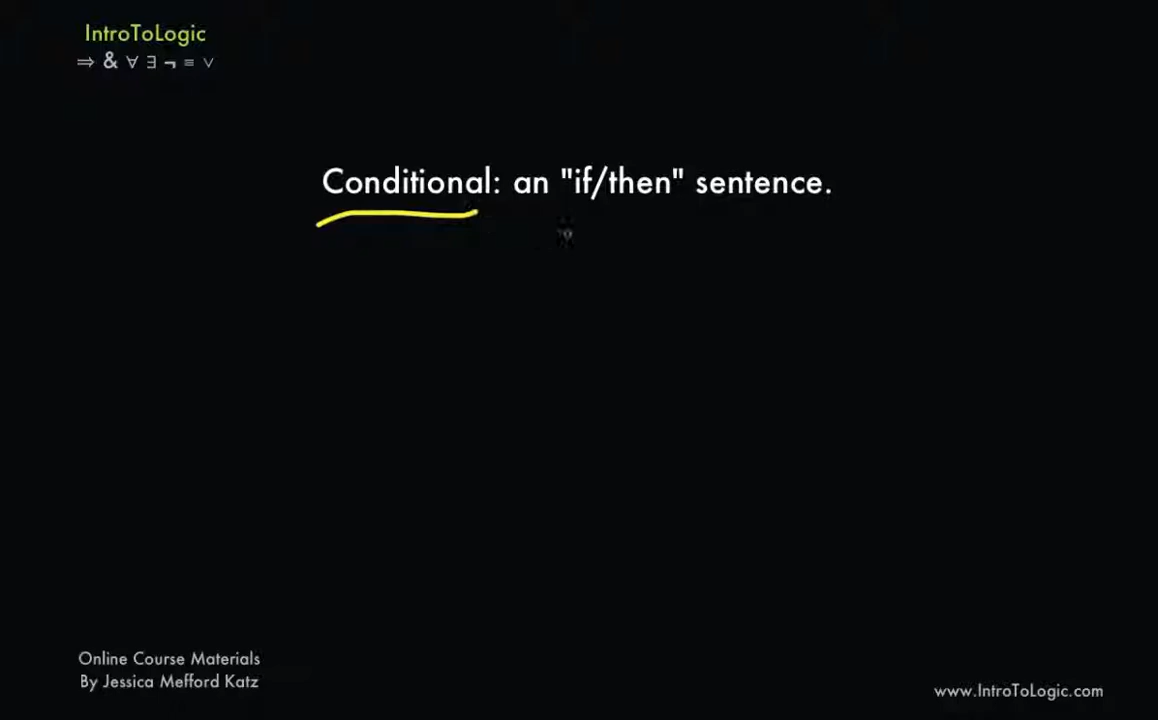 IntroToLogic
⇒ & ∀ ∃ ¬ ≡ ∨
Conditional: an "if/then" sentence.
Online Course Materials
By Jessica Mefford Katz
www.IntroToLogic.com